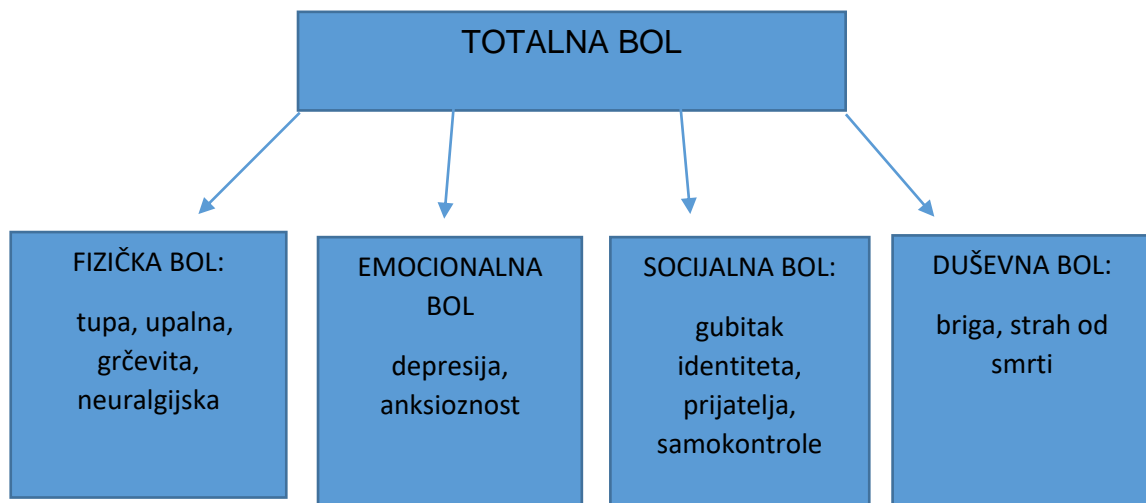 TOTALNA BOL
FIZIČKA BOL:
tupa, upalna,
grčevita,
neuralgijska
EMOCIONALNA
BOL
depresija,
anksioznost
SOCIJALNA BOL:
gubitak
identiteta,
prijatelja,
samokontrole
DUŠEVNA BOL:
briga, strah od
smrti